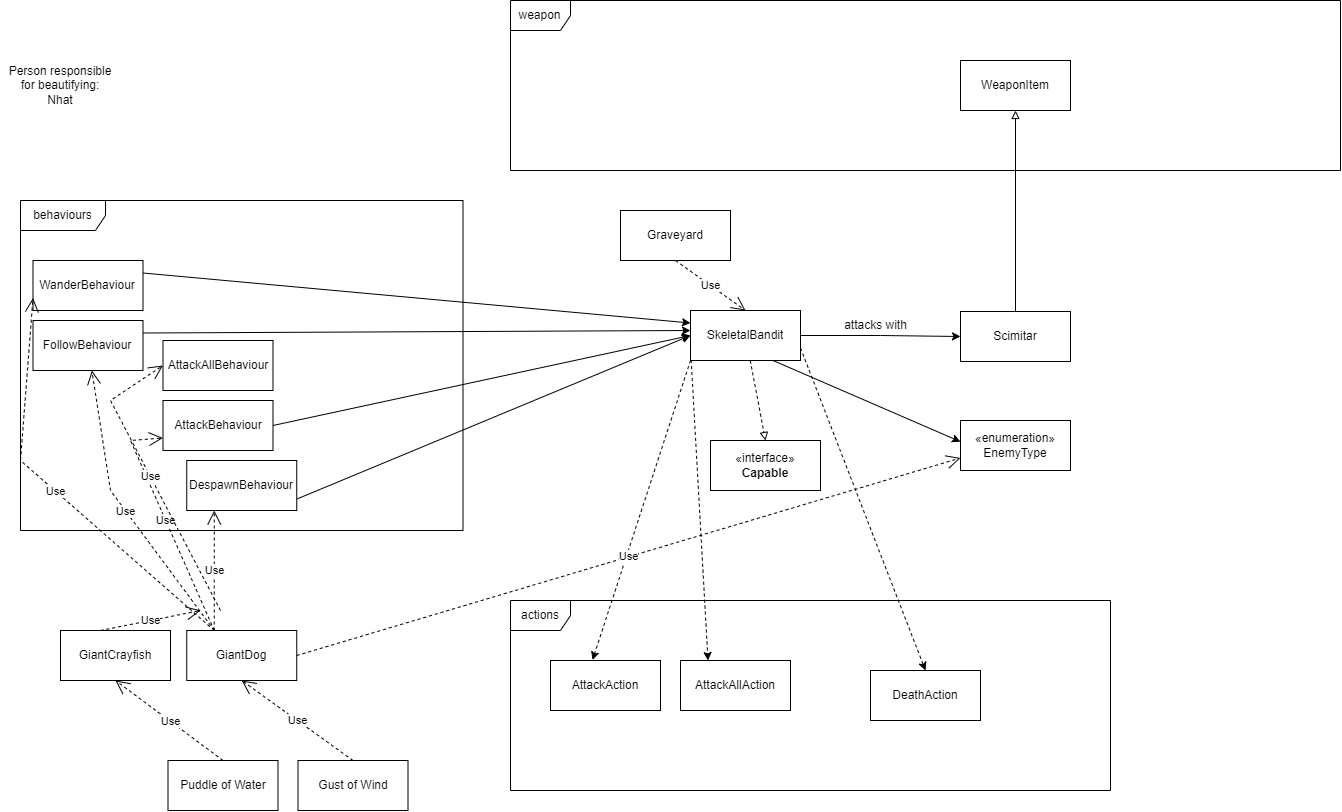 weapon
Person responsible
for beautifying:
Nhat
WeaponItem
behaviours
Graveyard
WanderBehaviour
Use
FollowBehaviour
SkeletalBandit
attacks with
Scimitar
AttackAllBehaviour
AttackBehaviour
«enumeration»
EnemyType
«interface»
Capable
DespawnBehaviour
Use
Use
Use
Use
Use
Use
actions
Use
GiantCrayfish
GiantDog
AttackAction
AttackAllAction
DeathAction
Use
Use
Puddle of Water
Gust of Wind